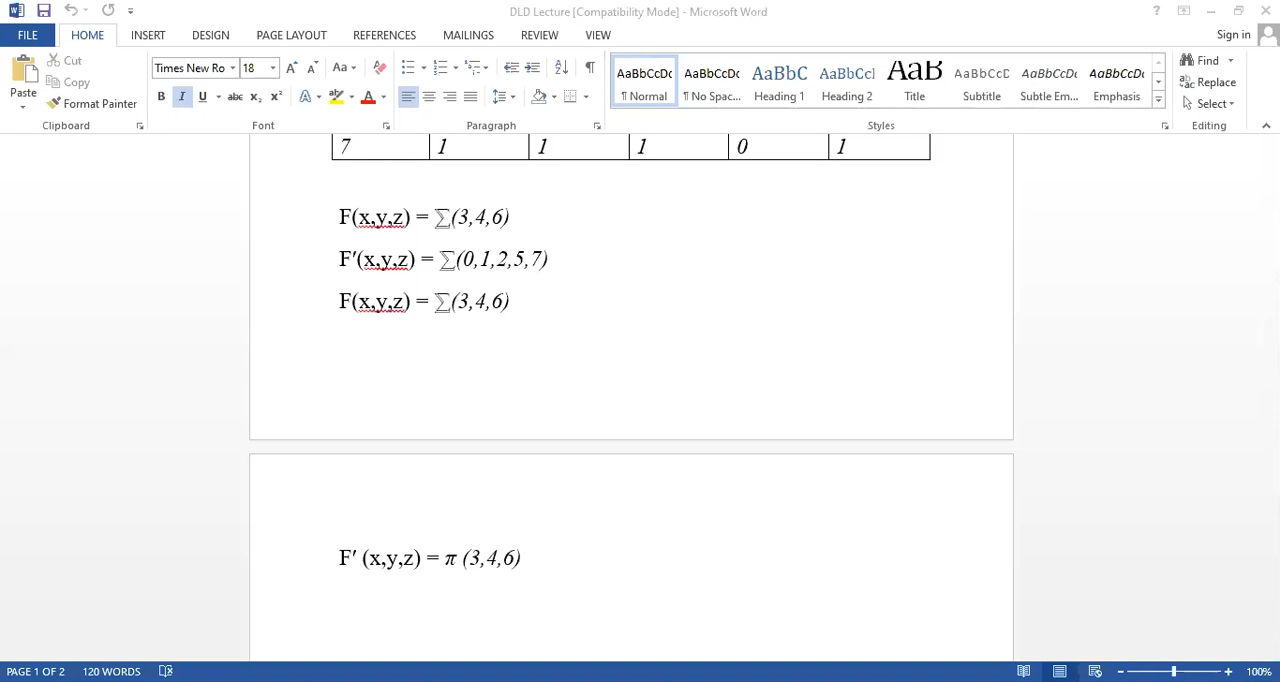 DLD Lecture [Compatibility Mode] - Microsoft Word
?
FILE HOME INSERT DESIGN PAGE LAYOUT REFERENCES MAILINGS REVIEW VIEW Sign in
Paste Cut Copy Format Painter
Clipboard
Times New Ro 18
Font
Paragraph
AaBbCcDc AaBbCcDc AaBbC AaBbCcl AaB AaBbCcD AaBbCcDt AaBbCcDt
¶ Normal ¶ No Spac... Heading 1 Heading 2 Title Subtitle Subtle Em... Emphasis
Styles
Find
Replace
Select
Editing
7 1 1 1 0 1
F(x,y,z) = ∑(3,4,6)
F′(x,y,z) = ∑(0,1,2,5,7)
F(x,y,z) = ∑(3,4,6)
F′ (x,y,z) = π (3,4,6)
PAGE 1 OF 2 120 WORDS 100%